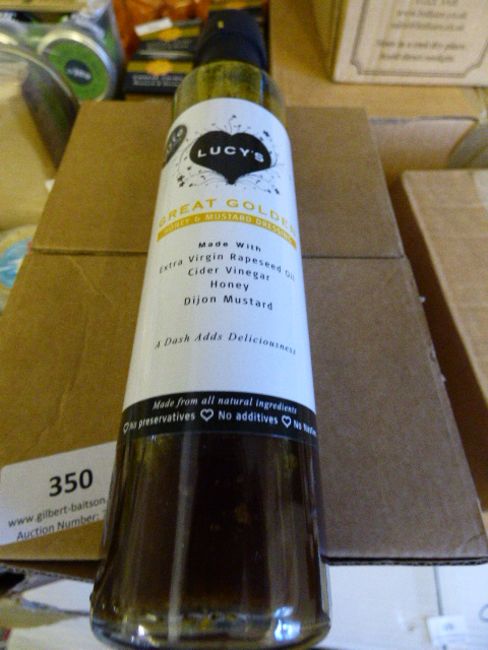 LUCY'S
GREAT GOLDEN
HONEY & MUSTARD DRESSING
Made With
Extra Virgin Rapeseed Oil
Cider Vinegar
Honey
Dijon Mustard
A Dash Adds Deliciousness
Made from all natural ingredients
No preservatives No additives No
350
www.gilbert-baitson.
Auction Number: